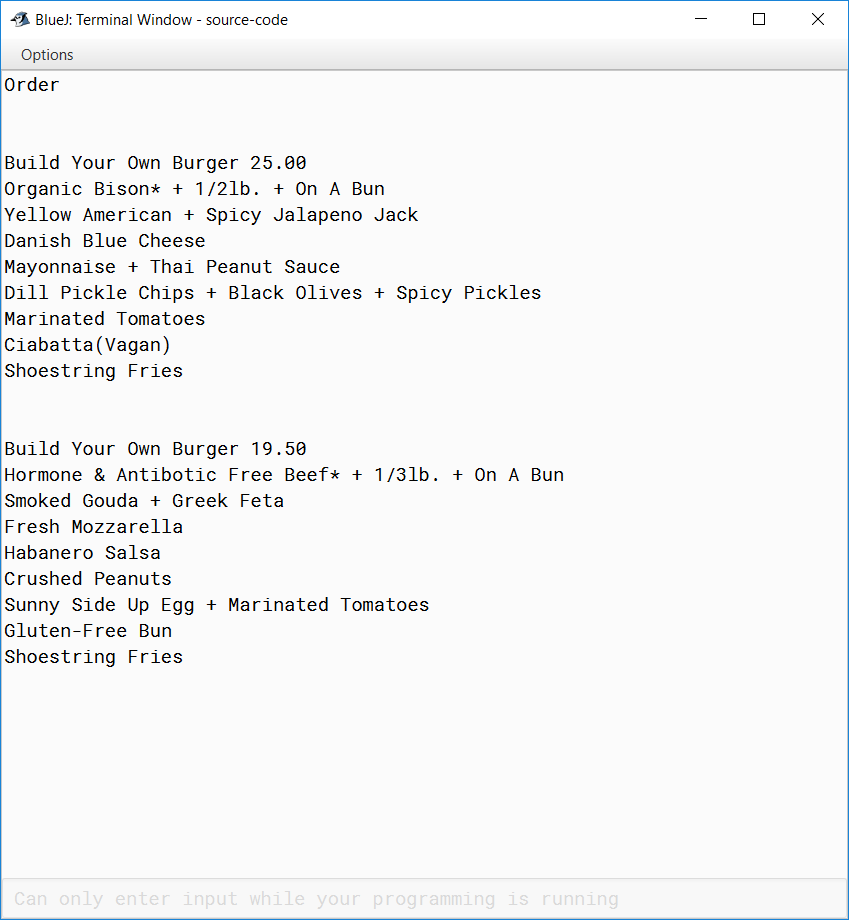 BlueJ: Terminal Window - source-code
Options
Order
Build Your Own Burger 25.00
Organic Bison* + 1/2lb. + On A Bun
Yellow American + Spicy Jalapeno Jack
Danish Blue Cheese
Mayonnaise + Thai Peanut Sauce
Dill Pickle Chips + Black Olives + Spicy Pickles
Marinated Tomatoes
Ciabatta(Vagan)
Shoestring Fries
Build Your Own Burger 19.50
Hormone & Antibotic Free Beef* + 1/3lb. + On A Bun
Smoked Gouda + Greek Feta
Fresh Mozzarella
Habanero Salsa
Crushed Peanuts
Sunny Side Up Egg + Marinated Tomatoes
Gluten-Free Bun
Shoestring Fries
Can only enter input while your programming is running